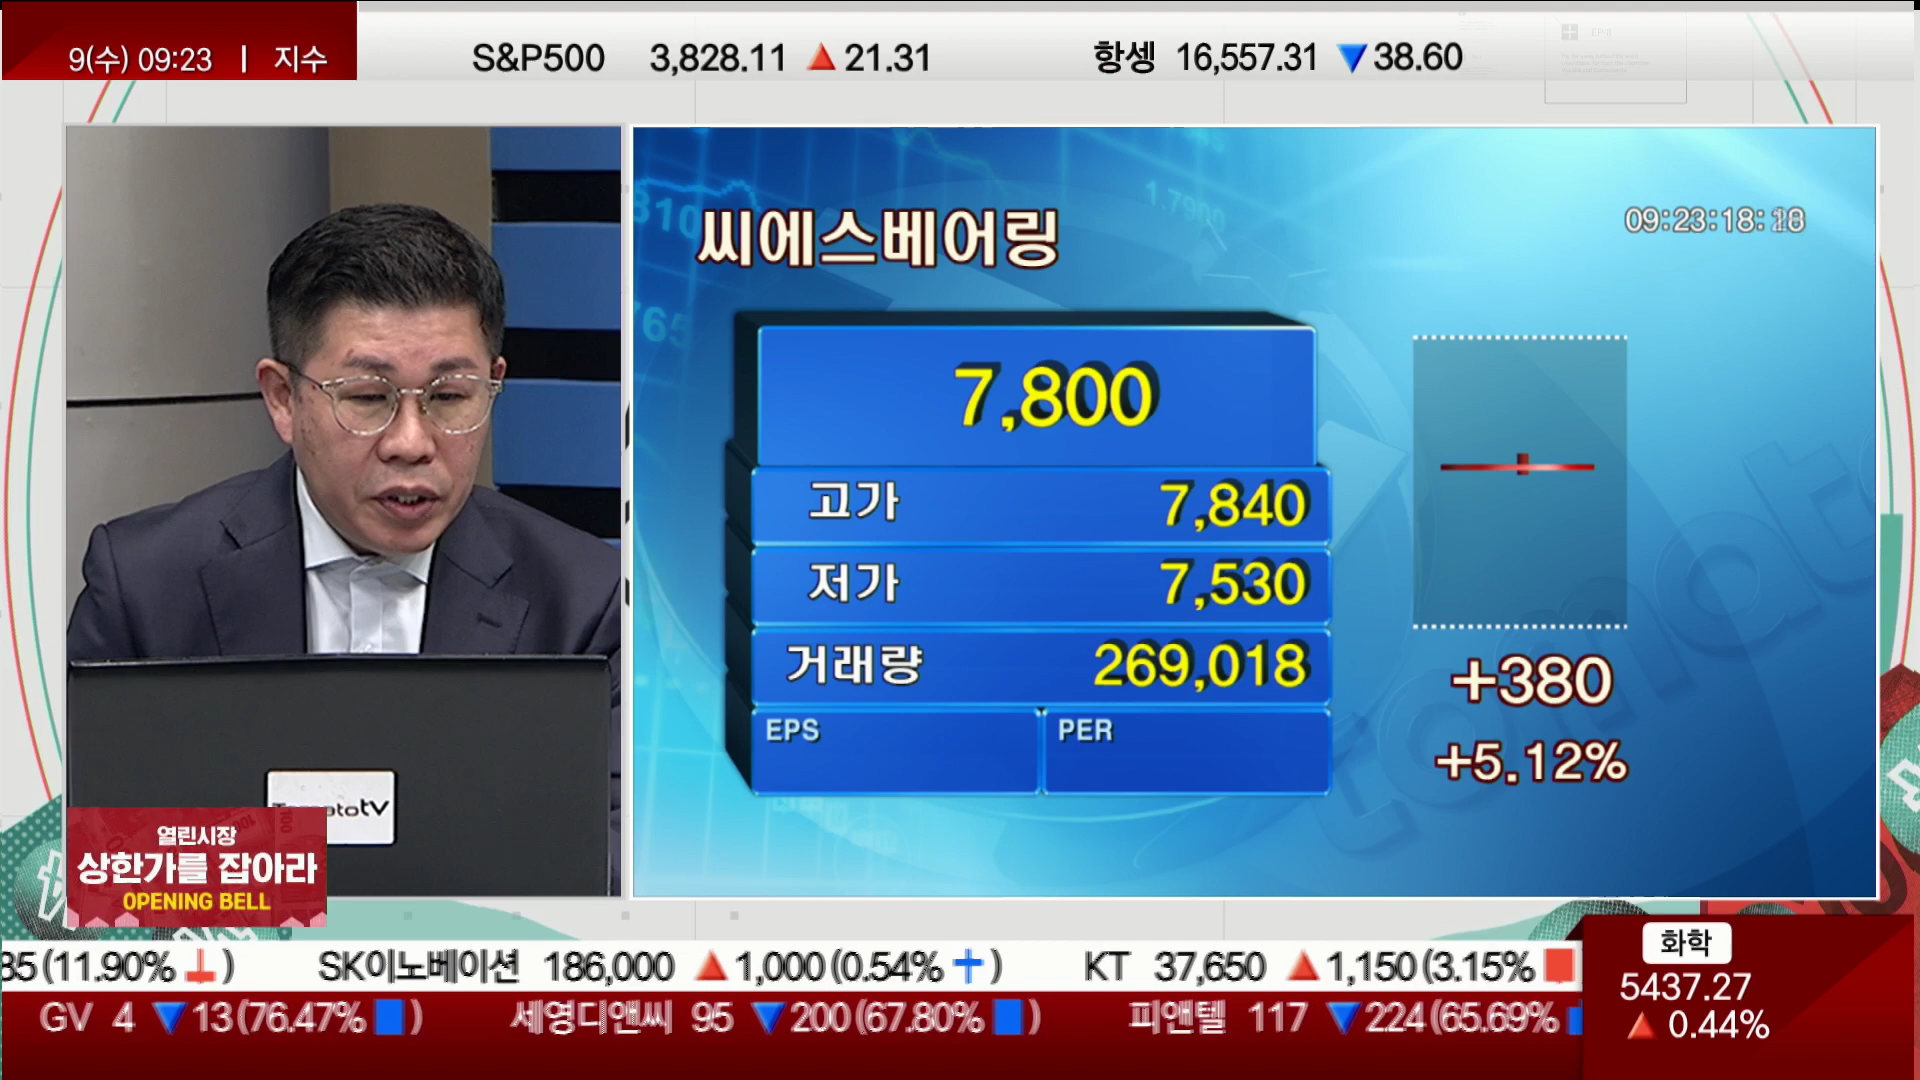 9(수) 09:23 | 지수
S&P500 3,828.11 ▲ 21.31
항셍 16,557.31 ▼ 38.60
씨에스베어링
7,800
고가 7,840
저가 7,530
거래량 269,018
EPS
PER
+380
+5.12%
열린시장
상한가를 잡아라
OPENING BELL
85(11.90% )
SK이노베이션 186,000 ▲ 1,000(0.54% )
KT 37,650 ▲ 1,150(3.15%
GV 4 ▼ 13(76.47% )
세영디앤씨 95 ▼ 200(67.80% )
피앤텔 117 ▼ 224(65.69%
화학
5437.27
▲ 0.44%